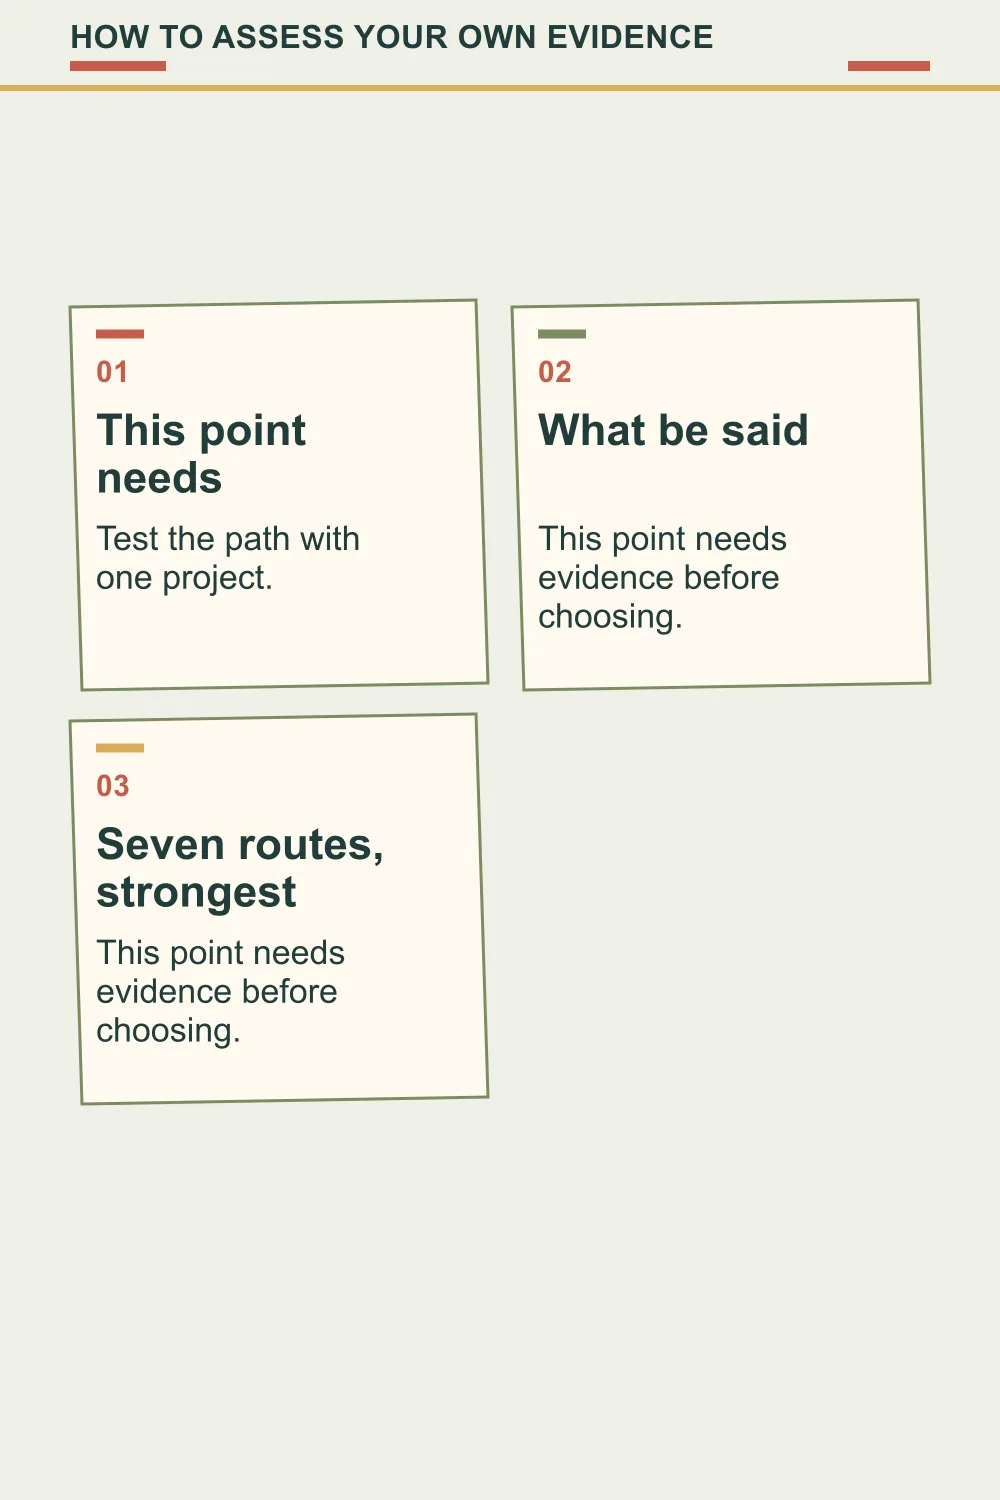 HOW TO ASSESS YOUR OWN EVIDENCE
01
This point
needs
Test the path with
one project.
02
What be said
This point needs
evidence before
choosing.
03
Seven routes,
strongest
This point needs
evidence before
choosing.